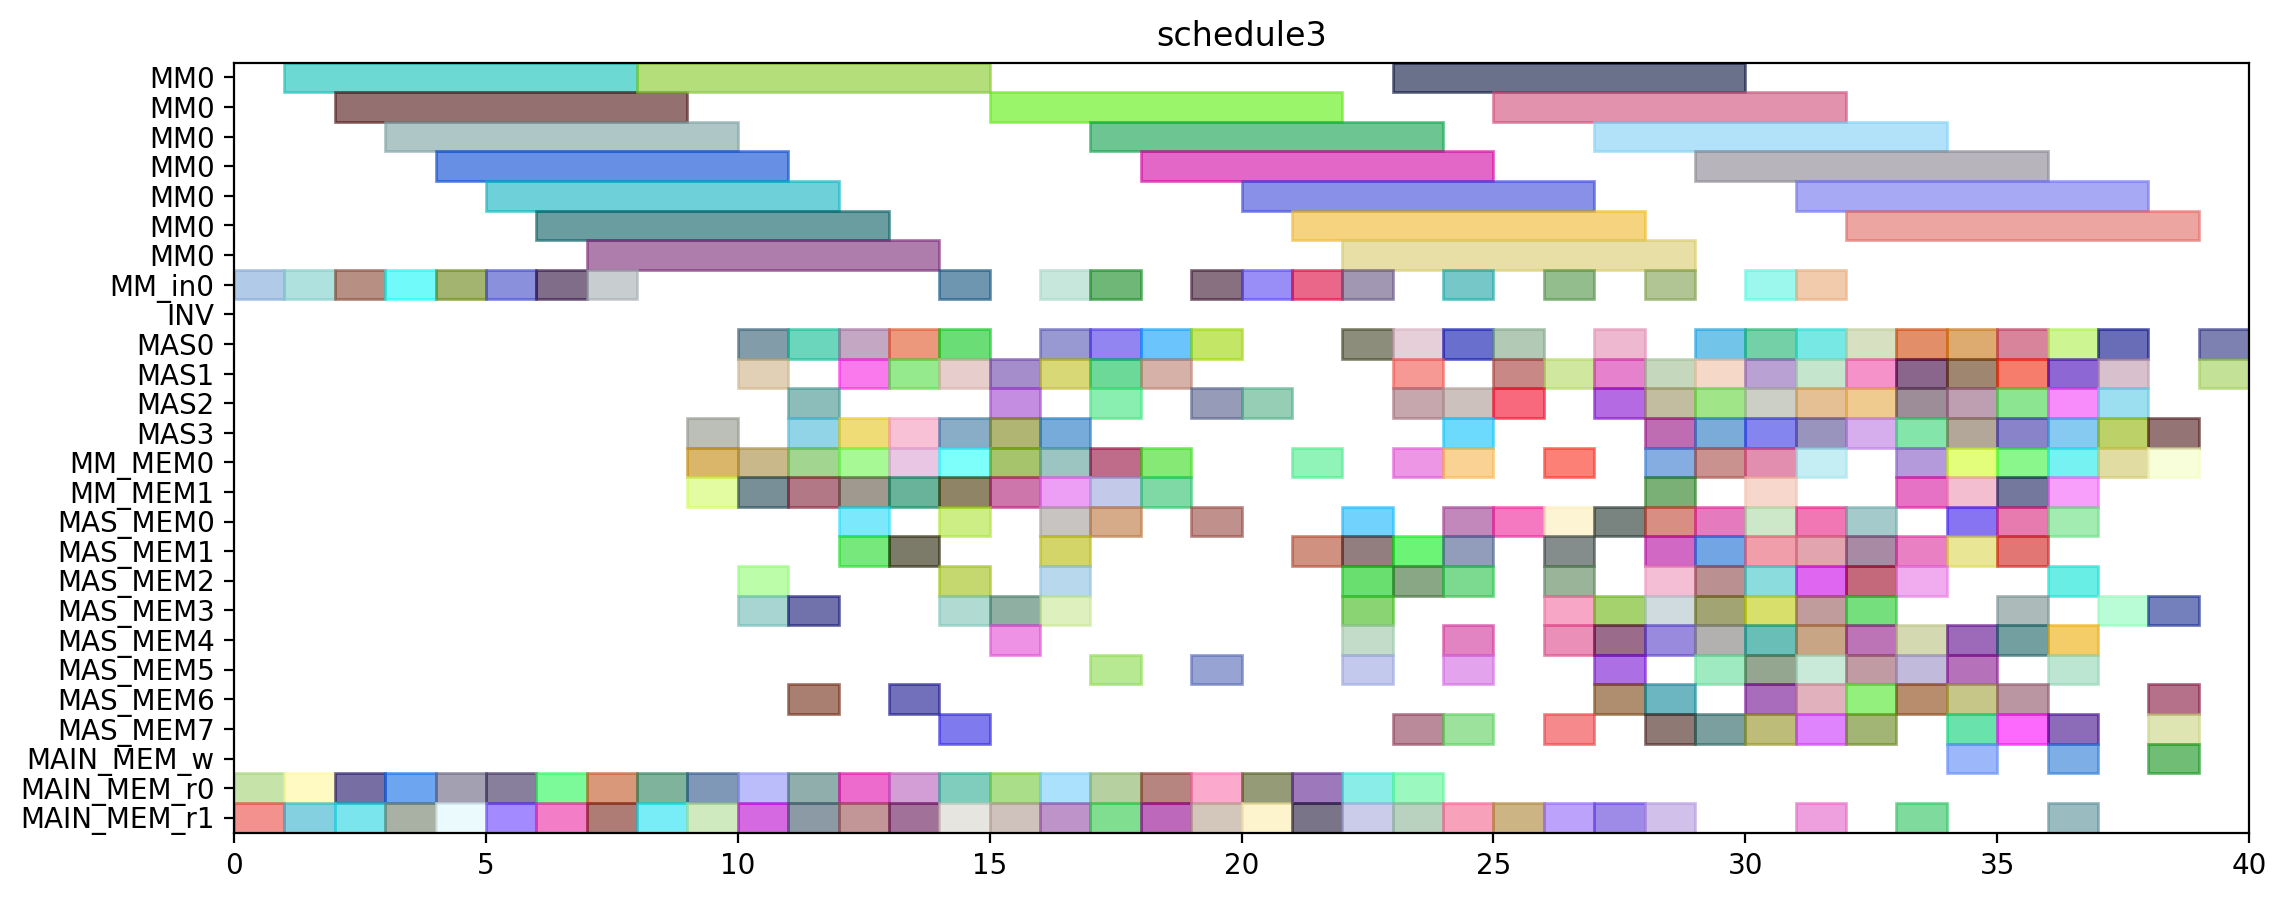 schedule3
MM0
MM0
MM0
MM0
MM0
MM0
MM0
MM_in0
INV
MAS0
MAS1
MAS2
MAS3
MM_MEM0
MM_MEM1
MAS_MEM0
MAS_MEM1
MAS_MEM2
MAS_MEM3
MAS_MEM4
MAS_MEM5
MAS_MEM6
MAS_MEM7
MAIN_MEM_w
MAIN_MEM_r0
MAIN_MEM_r1
0 5 10 15 20 25 30 35 40